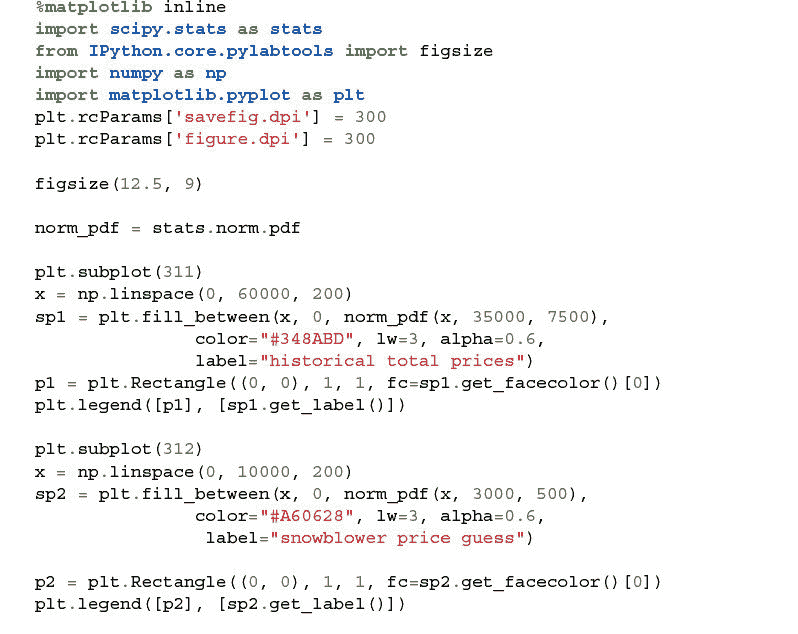 %matplotlib inline
import scipy.stats as stats
from IPython.core.pylabtools import figsize
import numpy as np
import matplotlib.pyplot as plt
plt.rcParams['savefig.dpi'] = 300
plt.rcParams['figure.dpi'] = 300

figsize(12.5, 9)

norm_pdf = stats.norm.pdf

plt.subplot(311)
x = np.linspace(0, 60000, 200)
sp1 = plt.fill_between(x, 0, norm_pdf(x, 35000, 7500),
                color="#348ABD", lw=3, alpha=0.6,
                label="historical total prices")
p1 = plt.Rectangle((0, 0), 1, 1, fc=sp1.get_facecolor()[0])
plt.legend([p1], [sp1.get_label()])

plt.subplot(312)
x = np.linspace(0, 10000, 200)
sp2 = plt.fill_between(x, 0, norm_pdf(x, 3000, 500),
                color="#A60628", lw=3, alpha=0.6,
                 label="snowblower price guess")

p2 = plt.Rectangle((0, 0), 1, 1, fc=sp2.get_facecolor()[0])
plt.legend([p2], [sp2.get_label()])